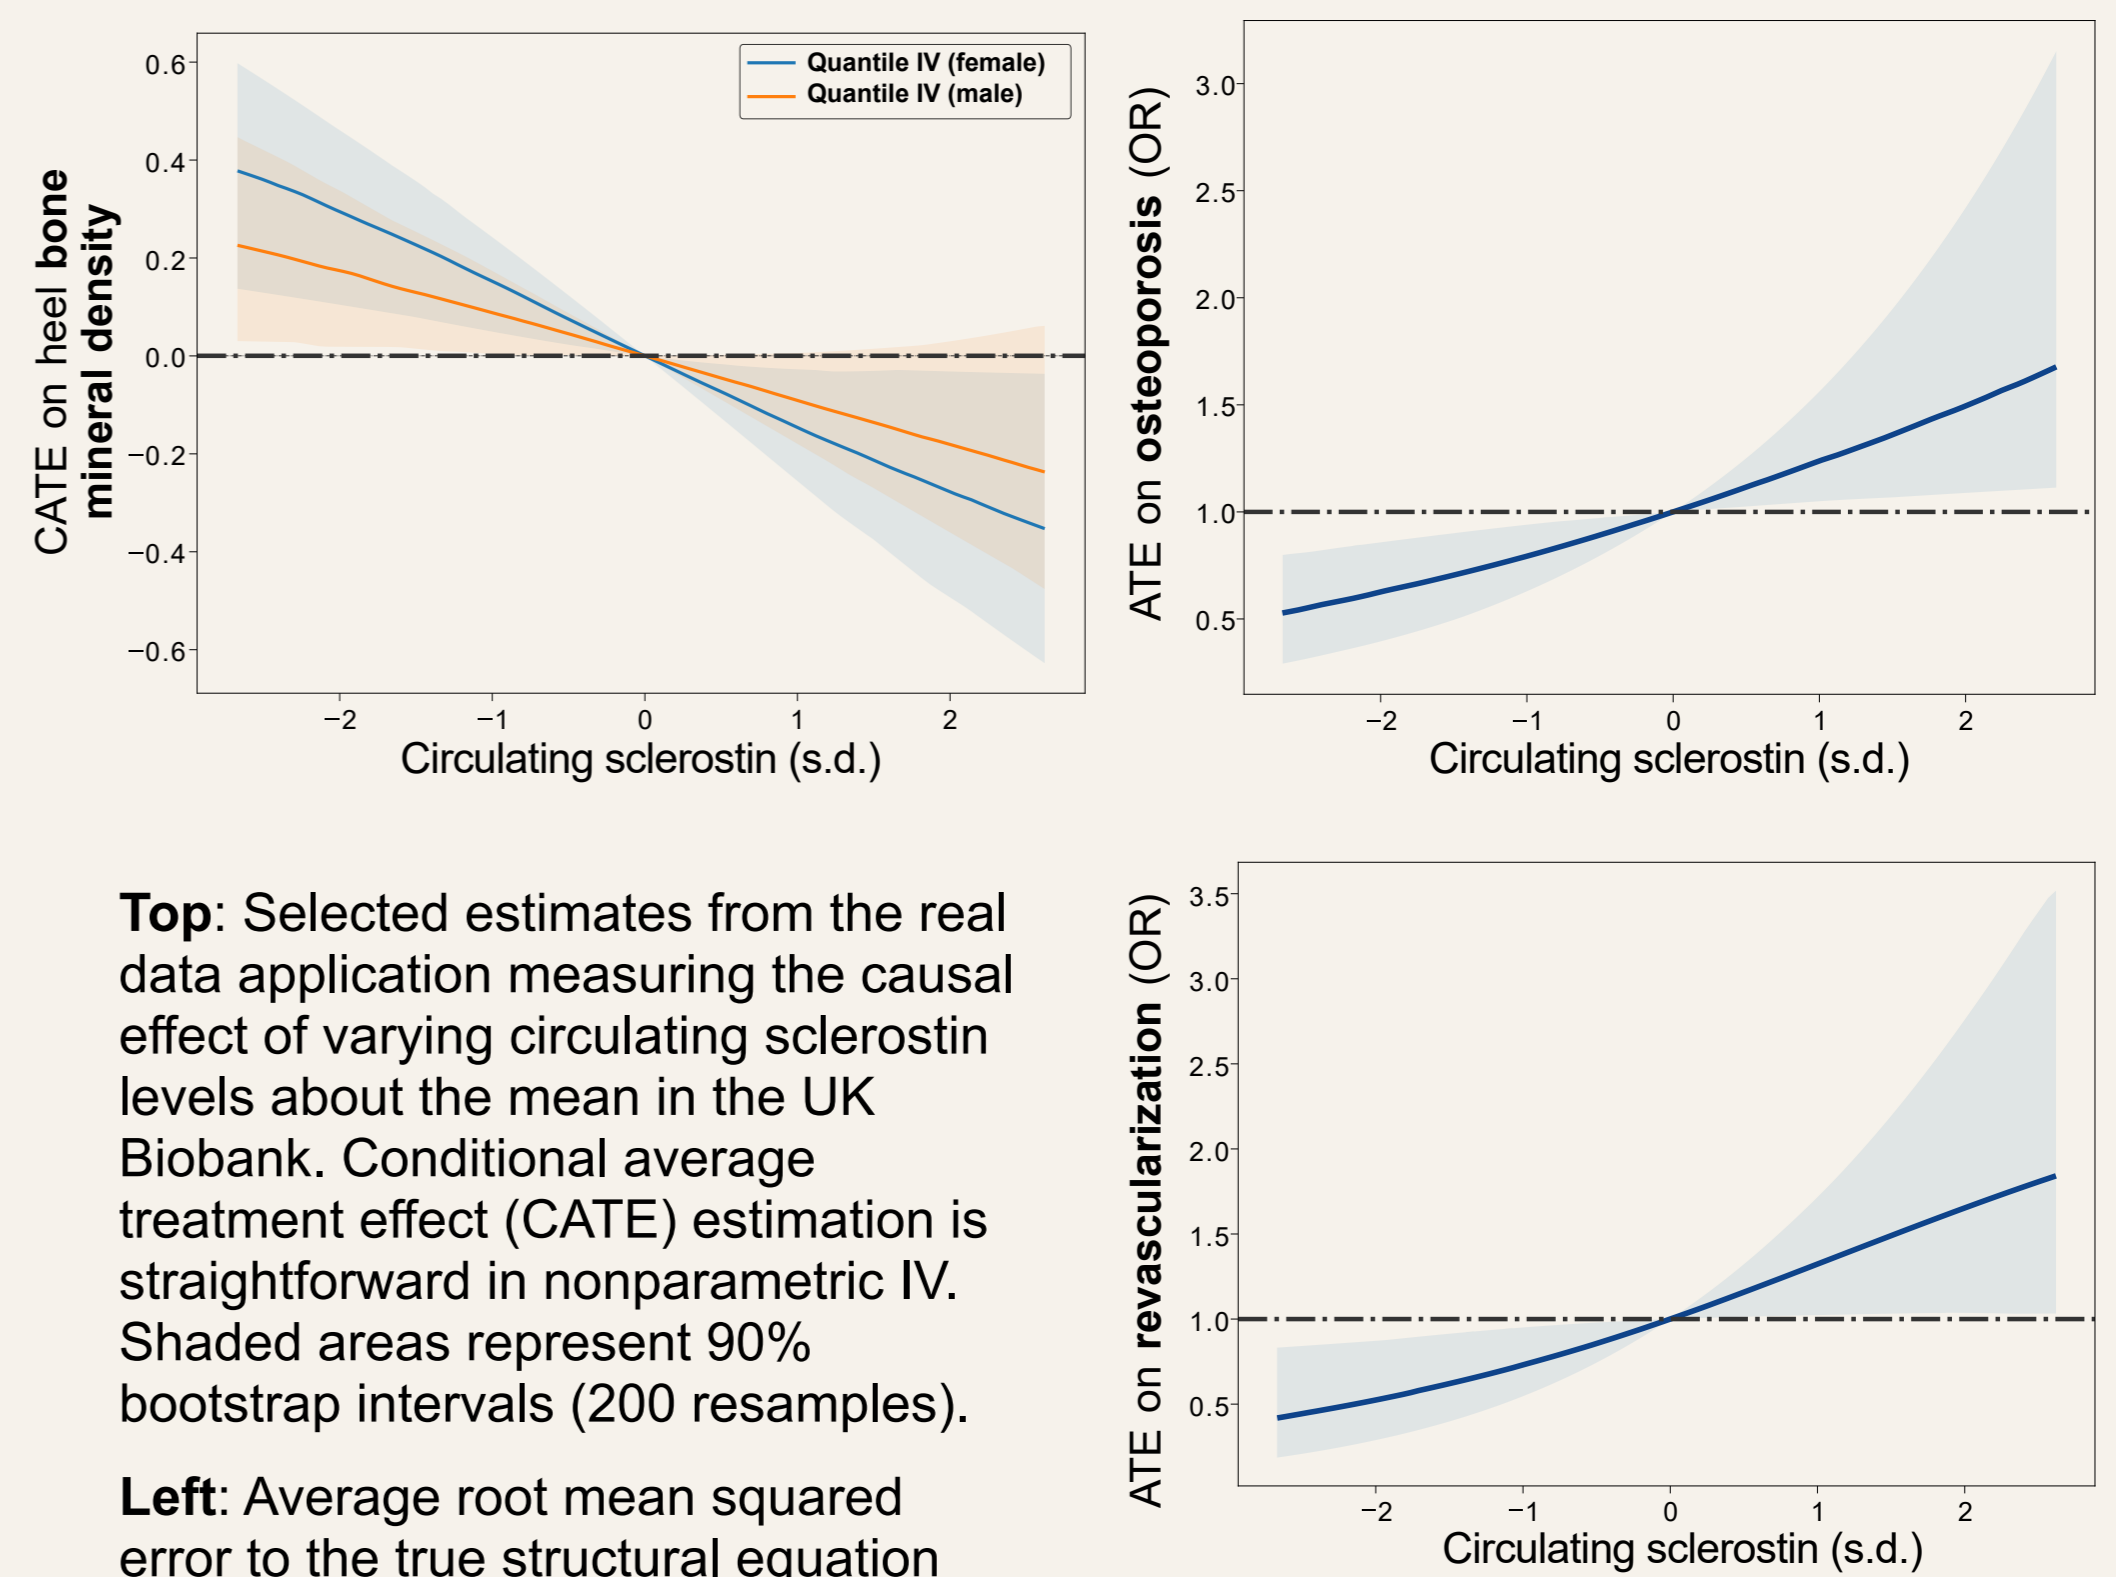 CATE on heel bone
mineral density
0.6
0.4
0.2
0.0
−0.2
−0.4
−0.6
Quantile IV (female)
Quantile IV (male)
−2
−1
0
1
2
Circulating sclerostin (s.d.)
ATE on osteoporosis (OR)
3.0
2.5
2.0
1.5
1.0
0.5
−2
−1
0
1
2
Circulating sclerostin (s.d.)
Top: Selected estimates from the real
data application measuring the causal
effect of varying circulating sclerostin
levels about the mean in the UK
Biobank. Conditional average
treatment effect (CATE) estimation is
straightforward in nonparametric IV.
Shaded areas represent 90%
bootstrap intervals (200 resamples).
Left: Average root mean squared
error to the true structural equation
ATE on revascularization (OR)
3.5
3.0
2.5
2.0
1.5
1.0
0.5
−2
−1
0
1
2
Circulating sclerostin (s.d.)